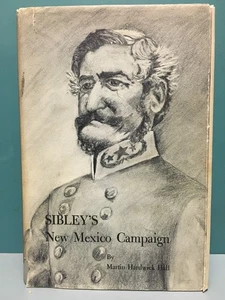 SIBLEY'S
New Mexico Campaign
By
Martin Hardwick Hall